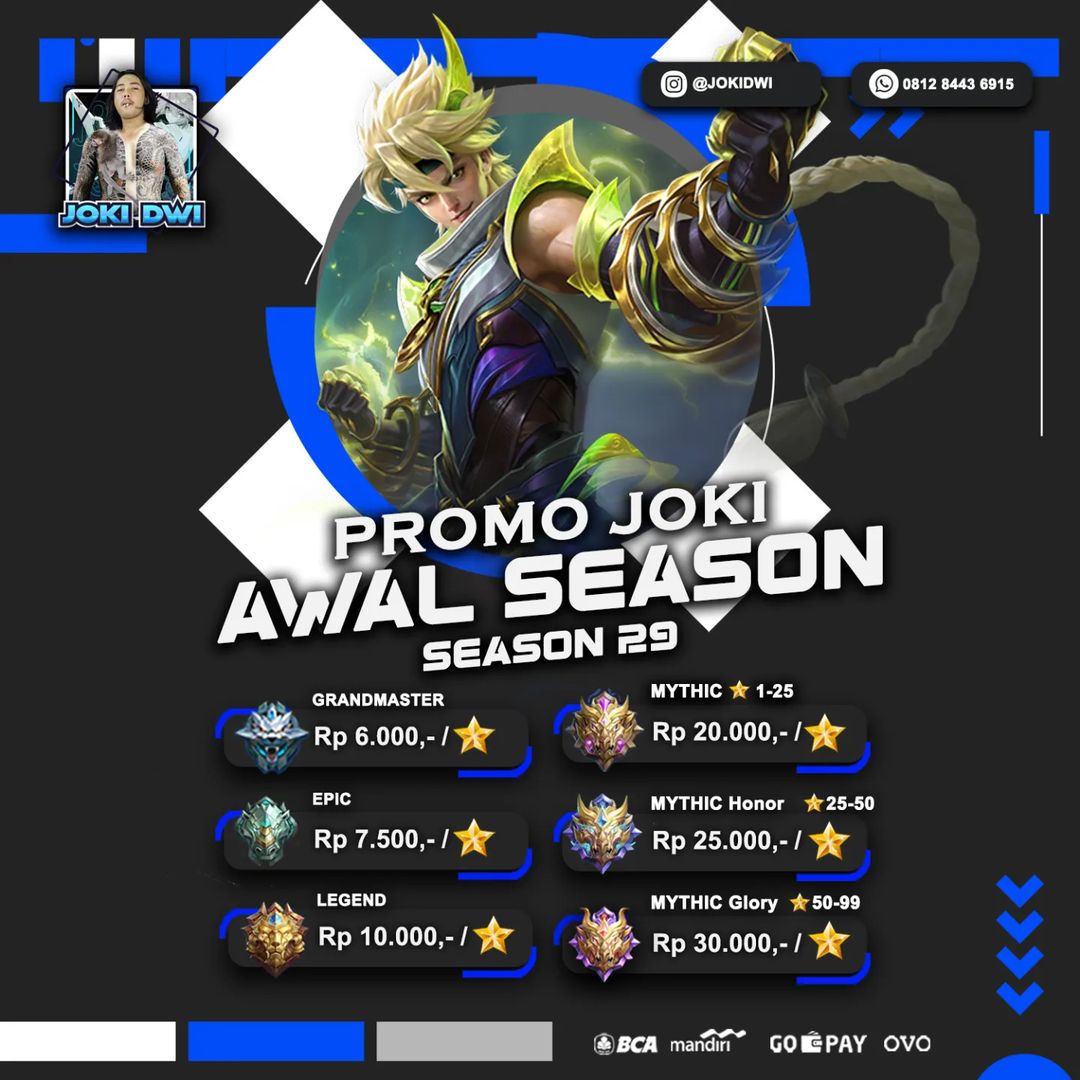 JOKI DWI
@JOKIDWI
0812 8443 6915
PROMO JOKI
AWAL SEASON
SEASON 29
GRANDMASTER
Rp 6.000,- /
EPIC
Rp 7.500,- /
LEGEND
Rp 10.000,- /
MYTHIC 1-25
Rp 20.000,- /
MYTHIC Honor 25-50
Rp 25.000,- /
MYTHIC Glory 50-99
Rp 30.000,- /
BCA mandiri GOPAY OVO